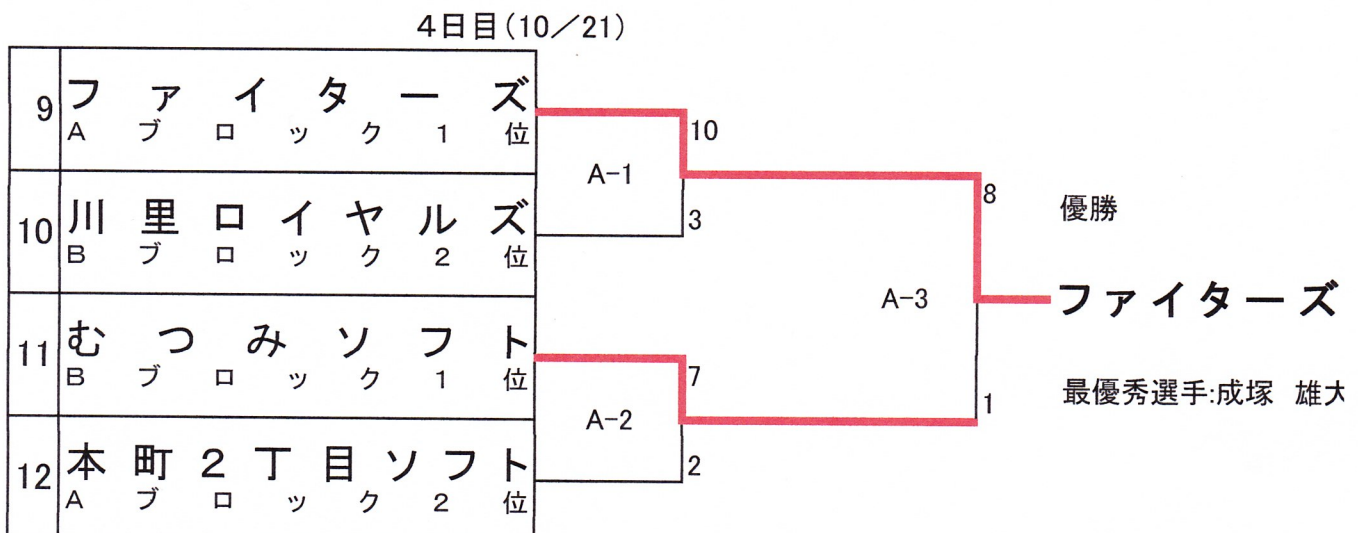 4日目(10／21)
9
ファイターズ
Aブロック1位
10
川里ロイヤルズ
Bブロック2位
11
むつみソフト
Bブロック1位
12
本町2丁目ソフト
Aブロック2位
A-1
10
3
A-2
7
2
A-3
8
1
優勝
ファイターズ
最優秀選手:成塚 雄大